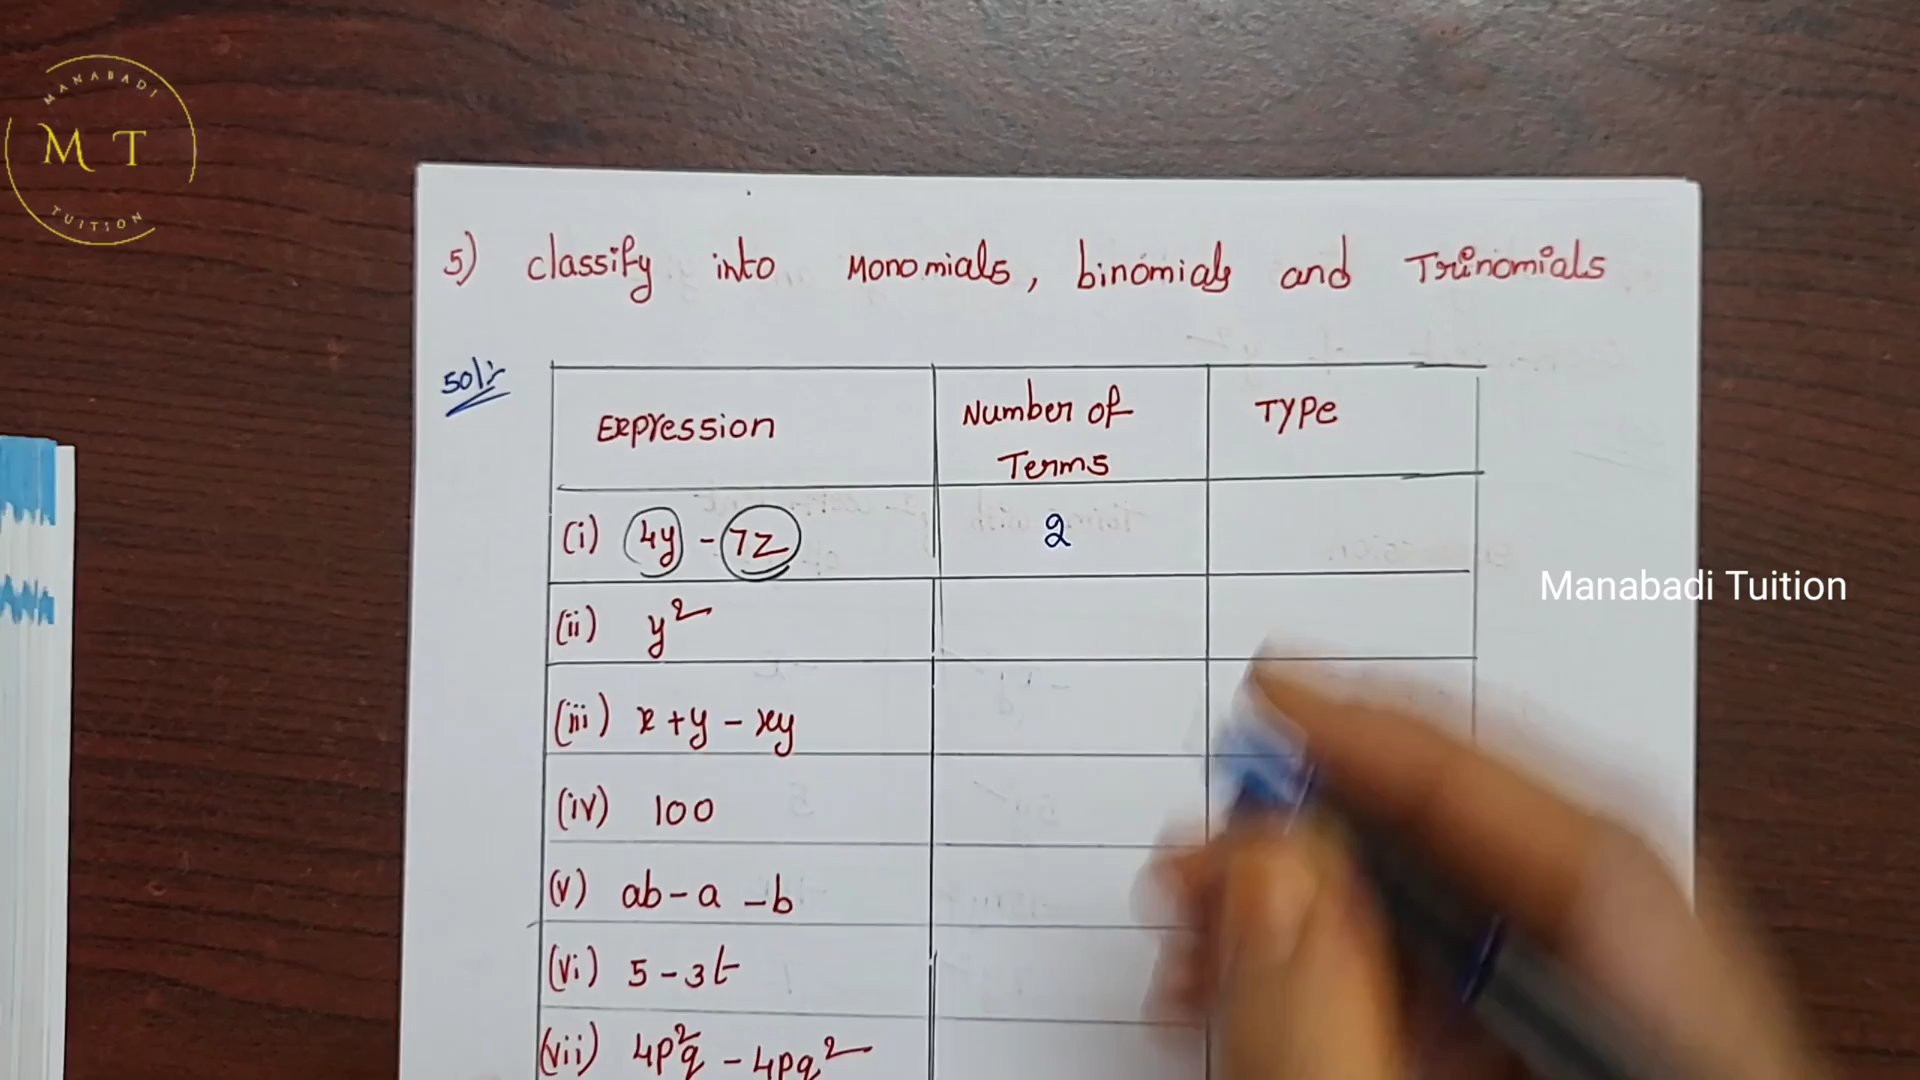 MANABADI
M T
TUITION
5) classify into Monomials, binomials and Trinomials
Sol:-
Expression Number of Terms Type
(i) 4y - 7z 2
Manabadi Tuition
(ii) y²
(iii) x + y - xy
(iv) 100
(v) ab - a - b
(vi) 5 - 3t
(vii) 4p²q - 4pq²